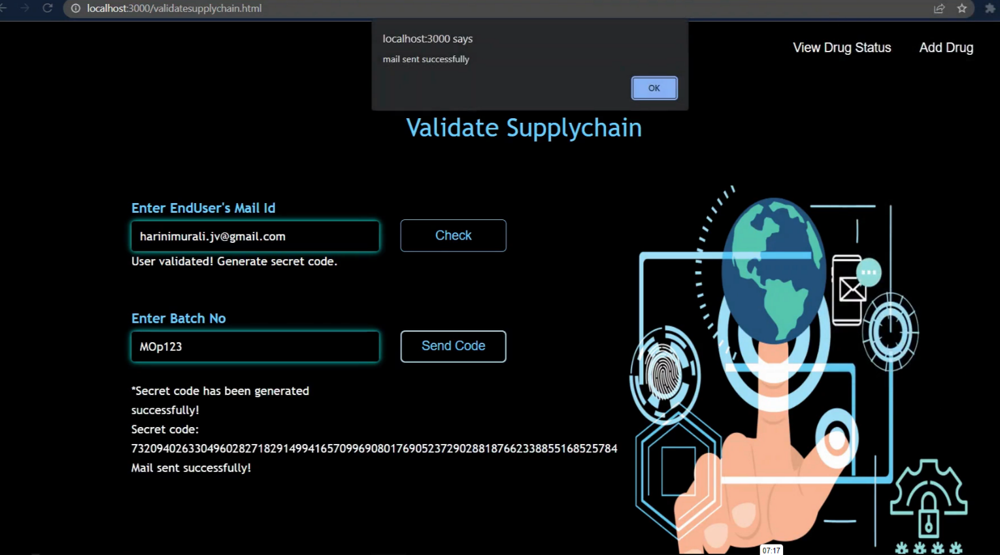 localhost:3000/validatesupplychain.html
localhost:3000 says
mail sent successfully
OK
View Drug Status
Add Drug
Validate Supplychain
Enter EndUser's Mail Id
harinimurali.jv@gmail.com
Check
User validated! Generate secret code.
Enter Batch No
MOp123
Send Code
*Secret code has been generated
successfully!
Secret code:
73209402633049602827182914994165709969080176905237290288187662338855168525784
Mail sent successfully!
07:17